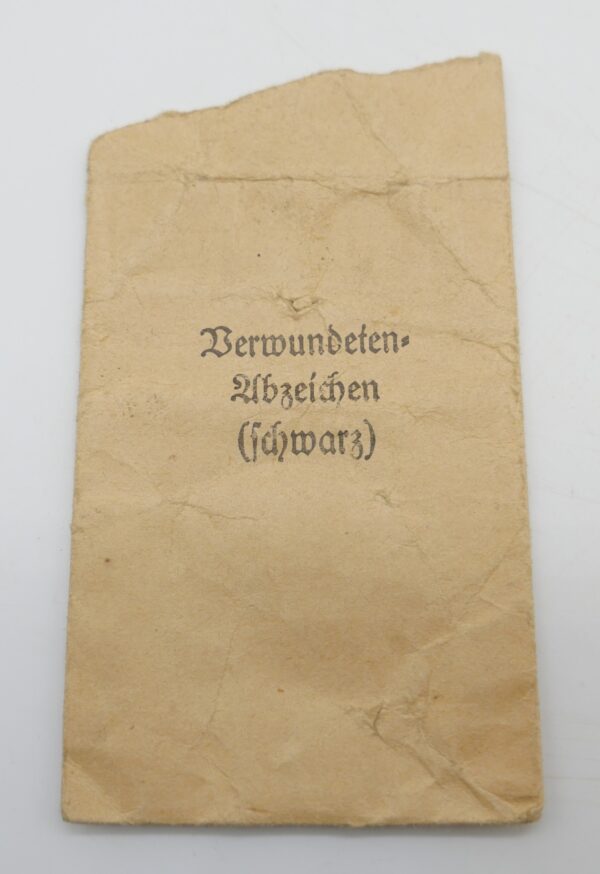 Verwundeten-
Abzeichen
(schwarz)